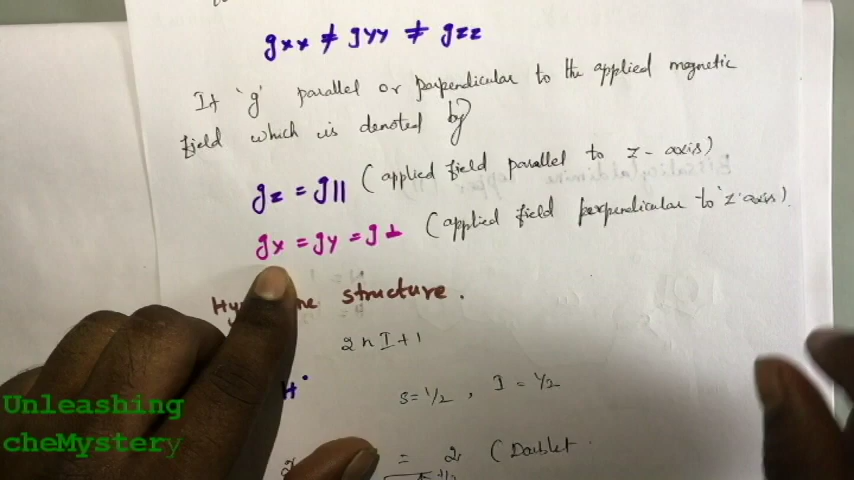 gxx ≠ gyy ≠ gzz
If 'g' parallel or perpendicular to the applied magnetic
field which is denoted by
gz = g|| (applied field parallel to z-axis)
gx = gy = g⊥ (applied field perpendicular to 'z'axis).
structure.
2nI+1
H• S=1/2, I=1/2
= 2 (Doublet.
Unleashing
cheMystery